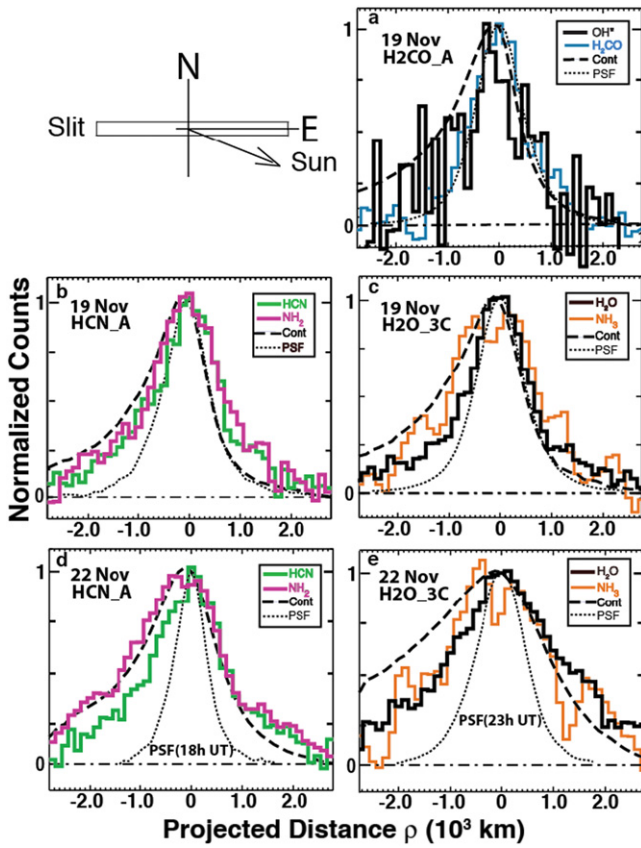 N
Slit
E
Sun
a
19 Nov
H2CO_A
OH*
H₂CO
Cont
PSF
1
0
-2.0 -1.0 0 1.0 2.0
b
19 Nov
HCN_A
HCN
NH₂
Cont
PSF
1
0
-2.0 -1.0 0 1.0 2.0
c
19 Nov
H2O_3C
H₂O
NH₃
Cont
PSF
1
0
-2.0 -1.0 0 1.0 2.0
d
22 Nov
HCN_A
HCN
NH₂
Cont
PSF
PSF(18h UT)
1
0
-2.0 -1.0 0 1.0 2.0
e
22 Nov
H2O_3C
H₂O
NH₃
Cont
PSF
PSF(23h UT)
1
0
-2.0 -1.0 0 1.0 2.0
Normalized Counts
Projected Distance ρ (10³ km)